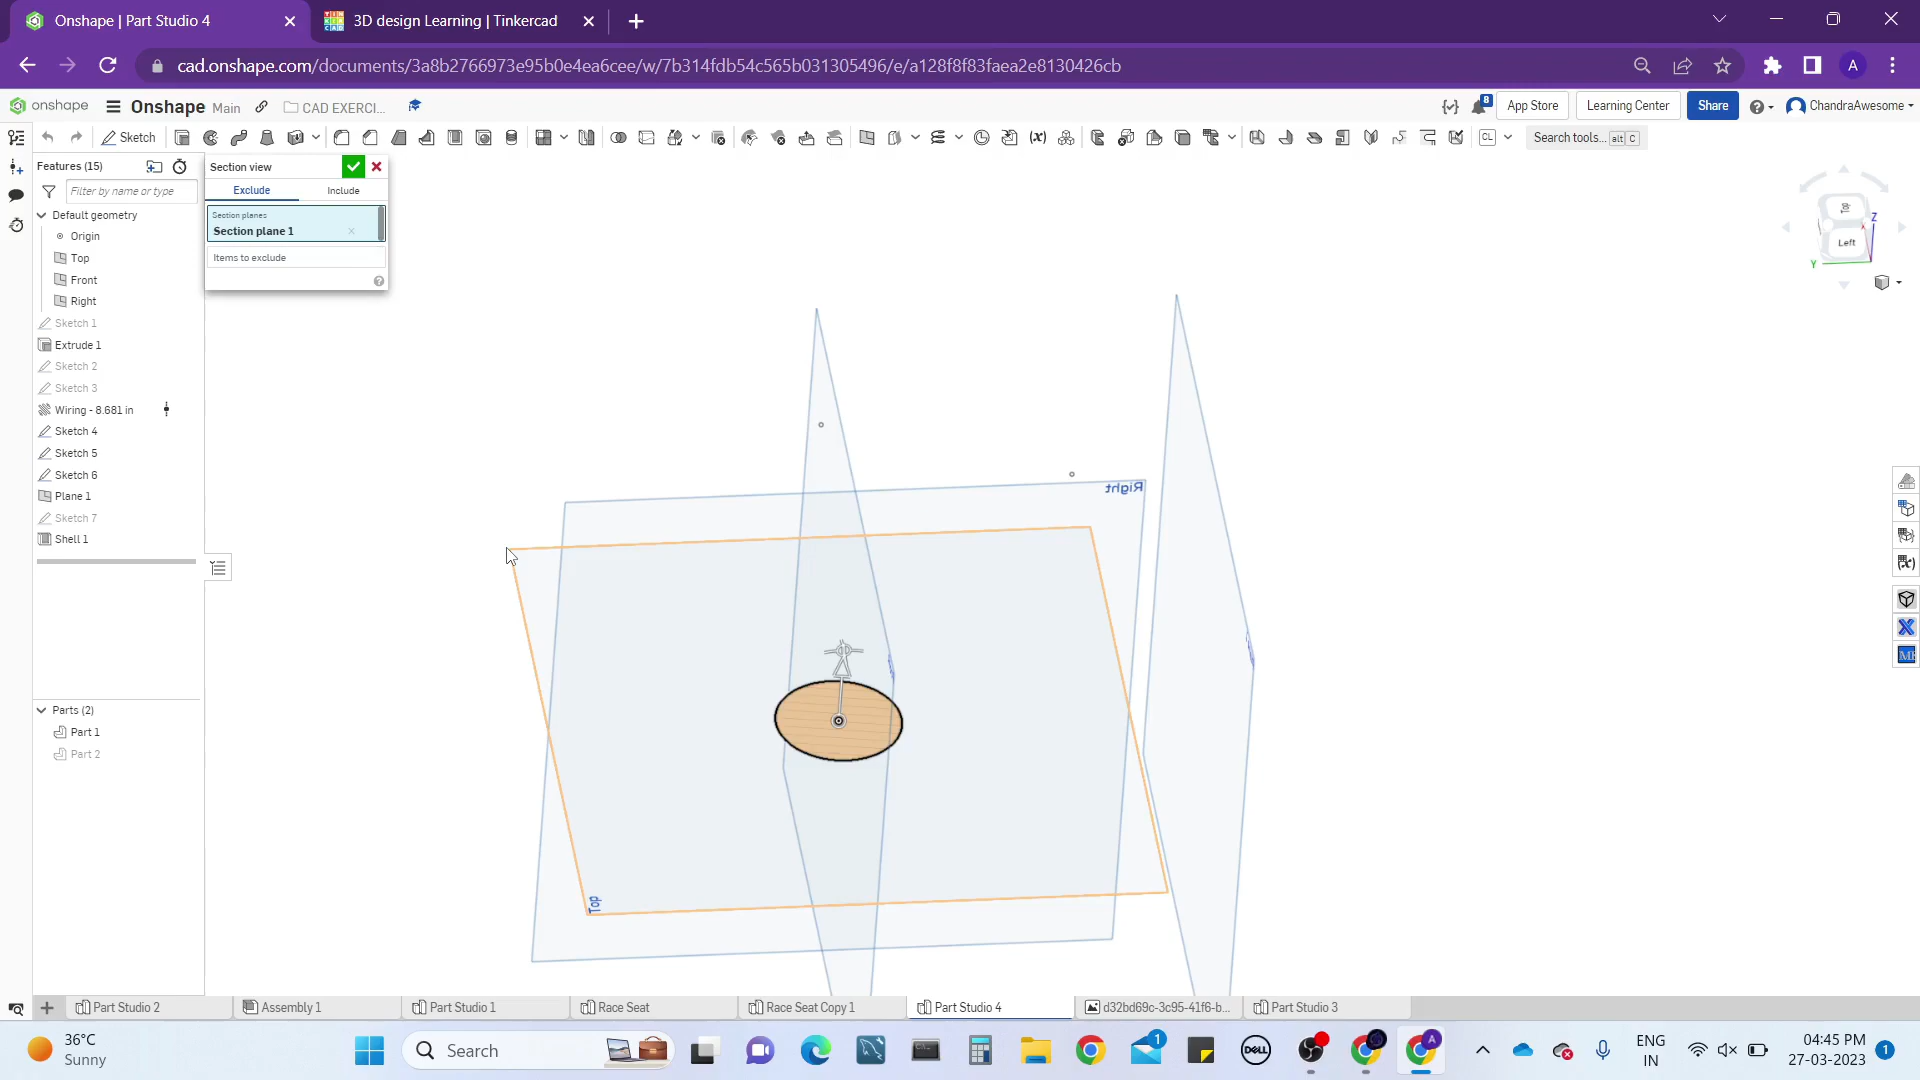 Onshape | Part Studio 4
3D design Learning | Tinkercad
cad.onshape.com/documents/3a8b2766973e95b0e4ea6cee/w/7b314fdb54c565b031305496/e/a128f8f83faea2e8130426cb
A
onshape
Onshape Main
CAD EXERCI...
8
App Store
Learning Center
Share
ChandraAwesome
Sketch
CL
Search tools... alt C
Features (15)
Filter by name or type
Default geometry
Origin
Top
Front
Right
Sketch 1
Extrude 1
Sketch 2
Sketch 3
Wiring - 8.681 in
Sketch 4
Sketch 5
Sketch 6
Plane 1
Sketch 7
Shell 1
Parts (2)
Part 1
Part 2
Section view
Exclude
Include
Section planes
Section plane 1
Items to exclude
Right
Top
Left
Z
Y
Part Studio 2
Assembly 1
Part Studio 1
Race Seat
Race Seat Copy 1
Part Studio 4
d32bd69c-3c95-41f6-b...
Part Studio 3
36°C
Sunny
Search
1
DELL
A
ENG
IN
04:45 PM
27-03-2023
1